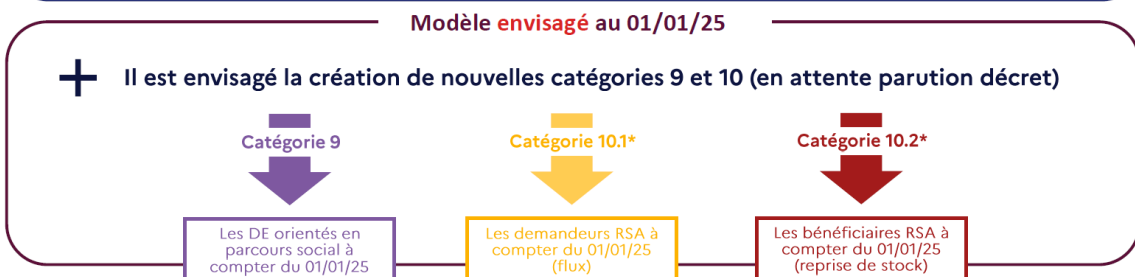 Modèle envisagé au 01/01/25
+ Il est envisagé la création de nouvelles catégories 9 et 10 (en attente parution décret)
Catégorie 9
Catégorie 10.1*
Catégorie 10.2*
Les DE orientés en
parcours social à
compter du 01/01/25
Les demandeurs RSA à
compter du 01/01/25
(flux)
Les bénéficiaires RSA à
compter du 01/01/25
(reprise de stock)